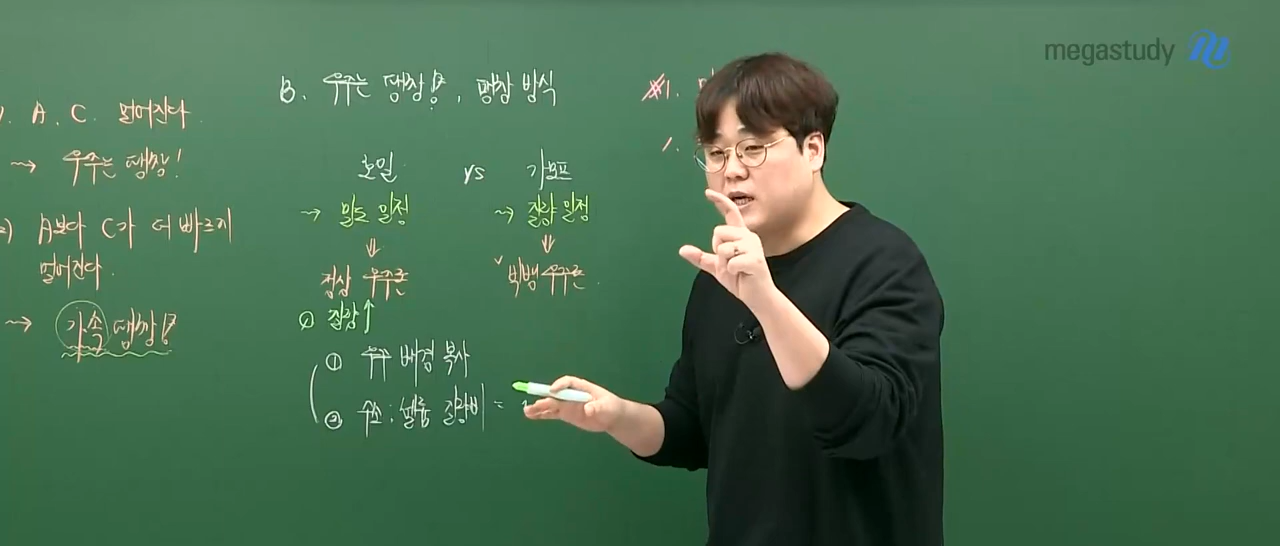 megastudy
A. C. 멀어진다
→ 우주는 팽창!
A보다 C가 더 빠르게
멀어진다.
→ 가속 팽창!
B. 우주는 팽창!, 팽창 방식
호일 vs 가모프
→ 밀도 일정
⇓
정상 우주론
질량↑
→ 질량 일정
⇓
빅뱅 우주론
① 우주 배경 복사
② 수소:헬륨 질량비 =